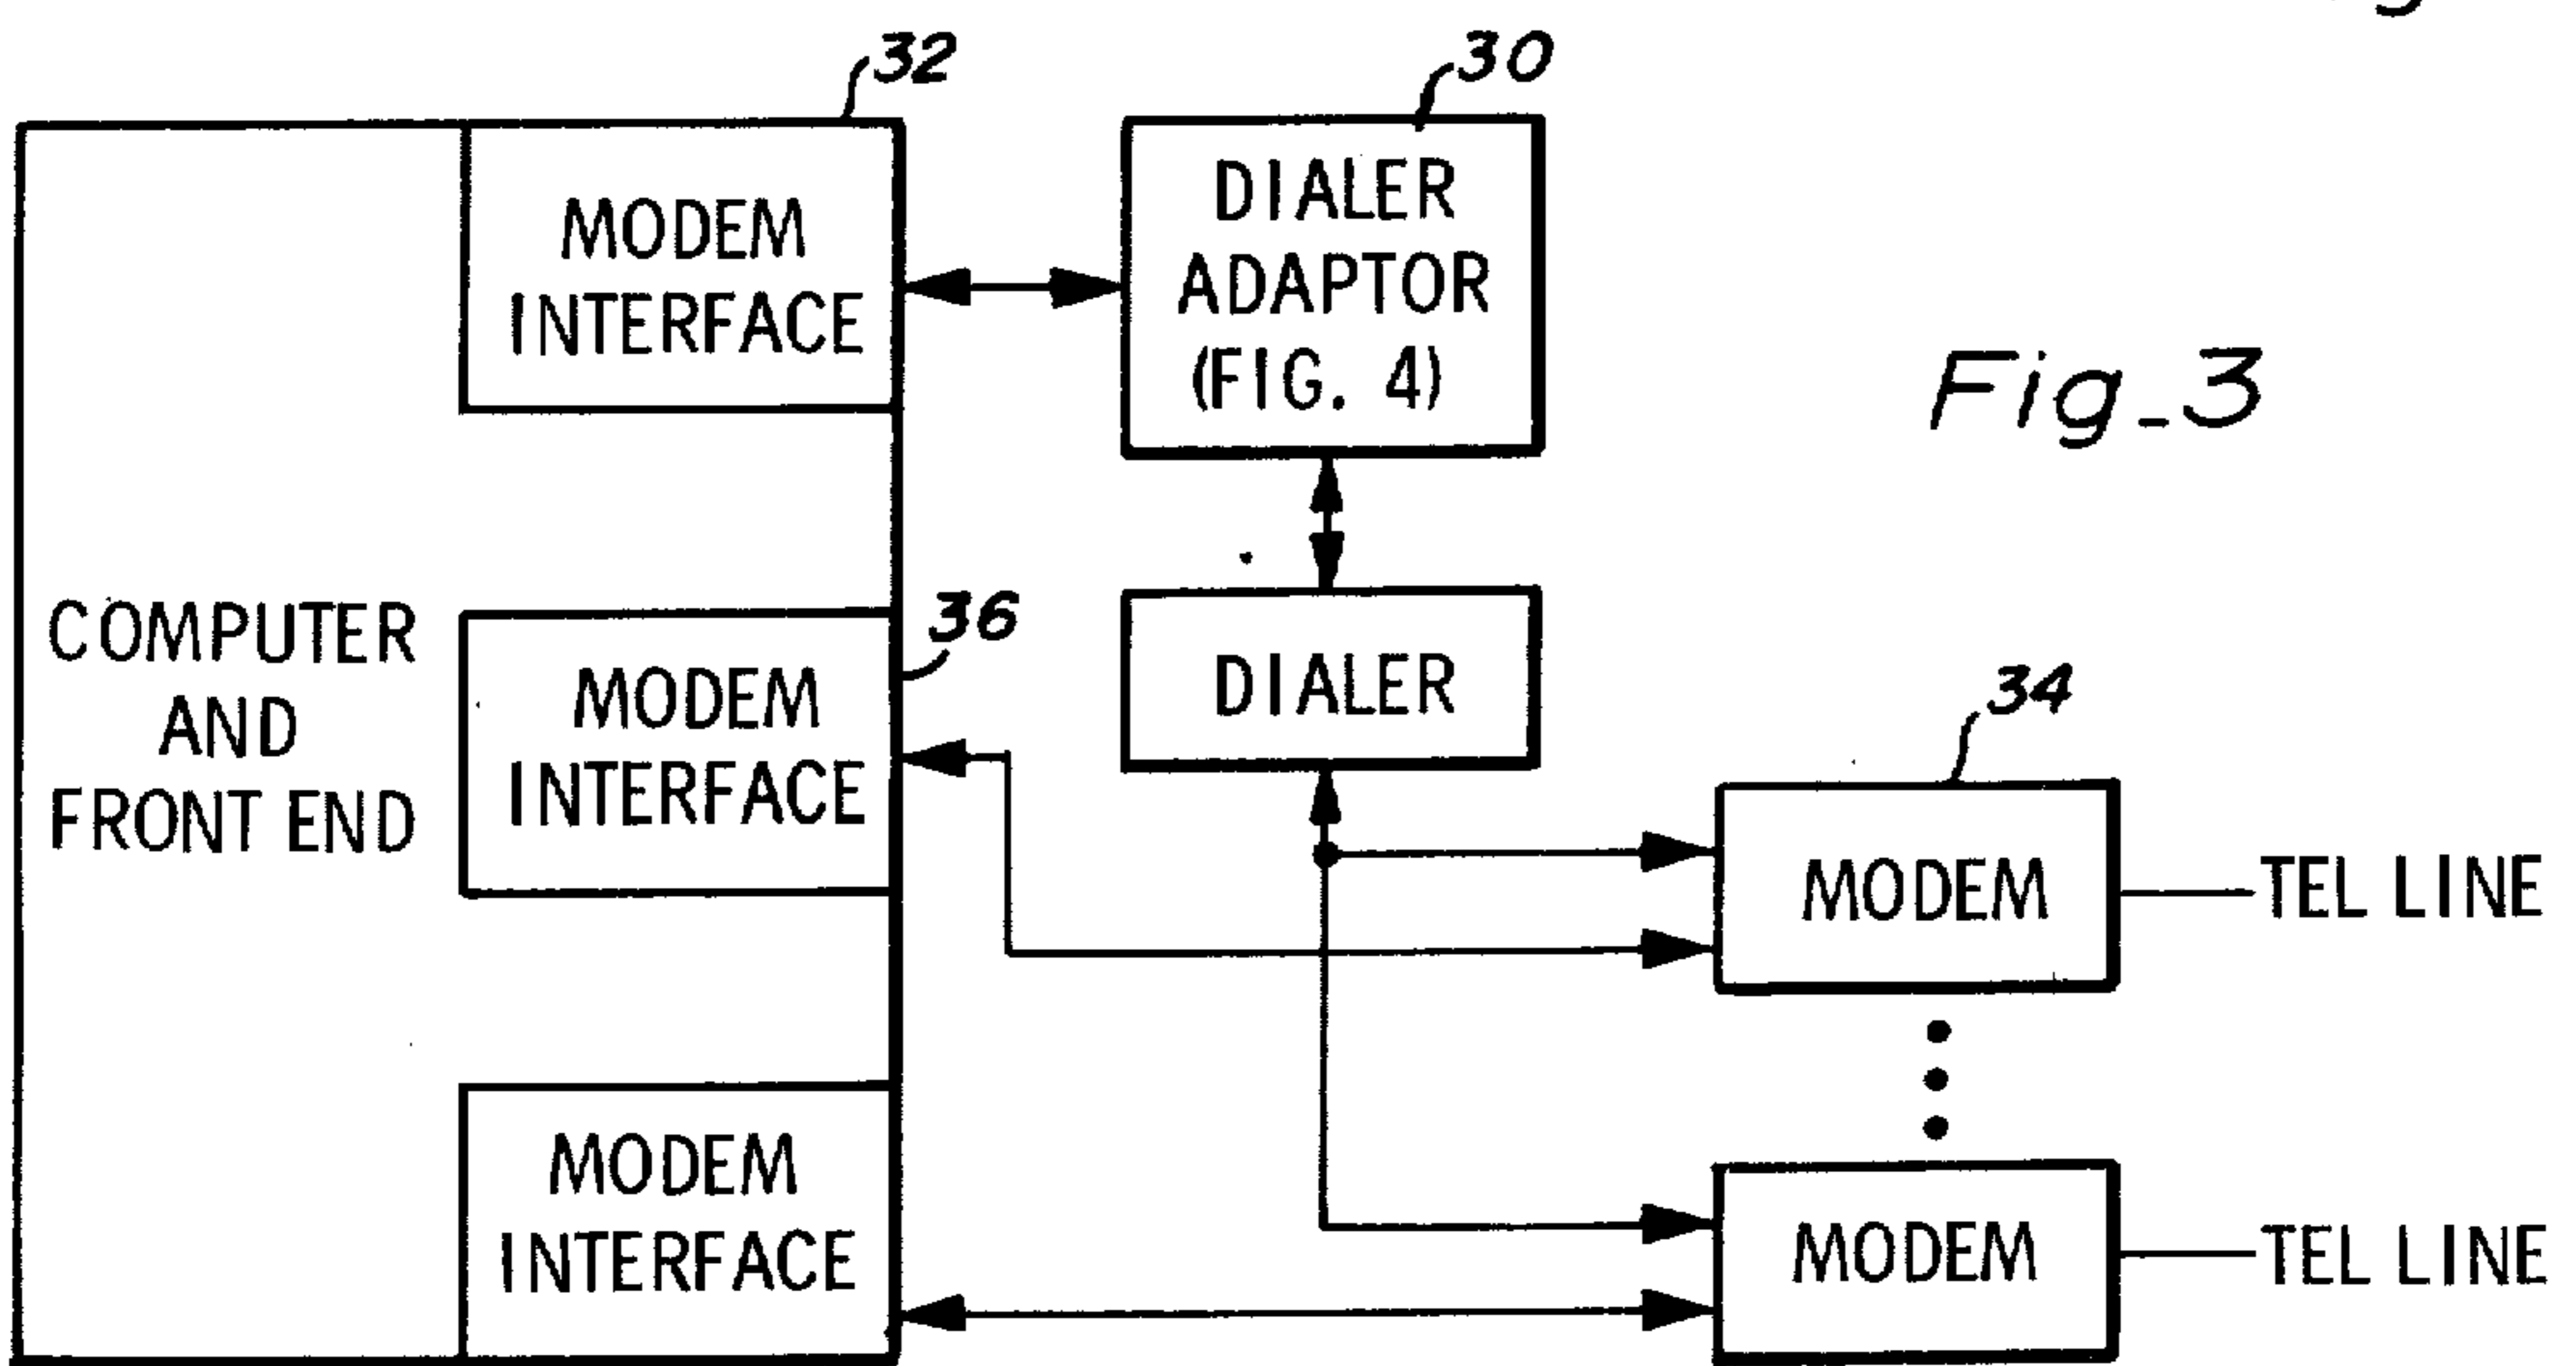 32
30
MODEM
INTERFACE
DIALER
ADAPTOR
(FIG. 4)
Fig_3
COMPUTER
AND
FRONT END
36
MODEM
INTERFACE
DIALER
34
MODEM
TEL LINE
MODEM
INTERFACE
MODEM
TEL LINE